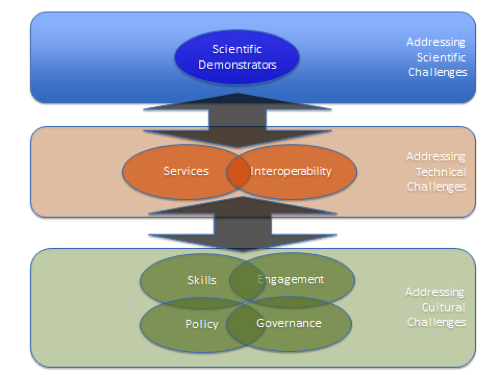 Scientific
Demonstrators
Addressing
Scientific
Challenges
Services
Interoperability
Addressing
Technical
Challenges
Skills
Engagement
Policy
Governance
Addressing
Cultural
Challenges